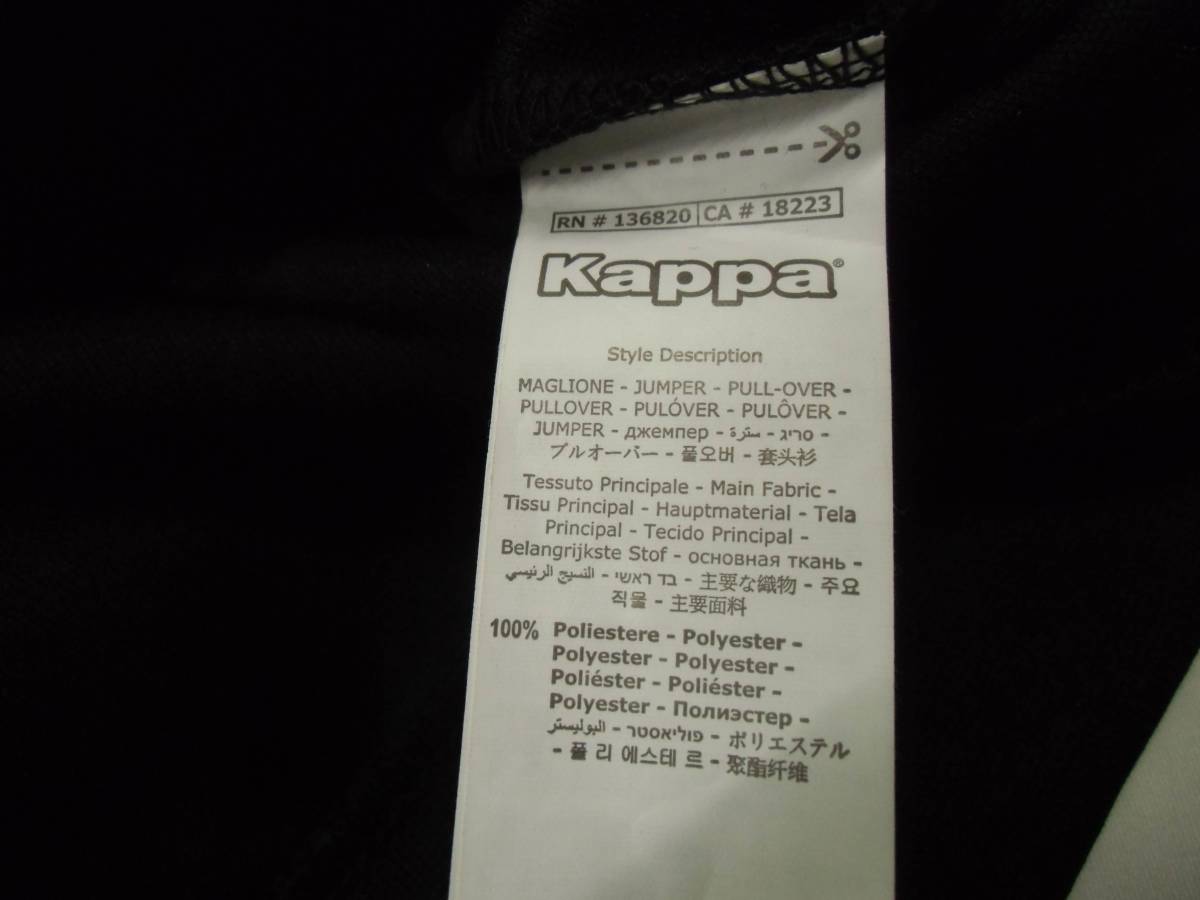 RN # 136820 CA # 18223
Kappa®
Style Description
MAGLIONE - JUMPER - PULL-OVER -
PULLOVER - PULÓVER - PULÔVER -
JUMPER - джемпер - سترة - סריג -
プルオーバー - 풀오버 - 套头衫
Tessuto Principale - Main Fabric -
Tissu Principal - Hauptmaterial - Tela
Principal - Tecido Principal -
Belangrijkste Stof - основная ткань -
النسيج الرئيسي - בד ראשי - 主要な織物 - 주요
직물 - 主要面料
100% Poliestere - Polyester -
Polyester - Polyester -
Poliéster - Poliéster -
Polyester - Полиэстер -
البوليستر - פוליאסטר - ポリエステル
- 폴 리 에스테 르 - 聚酯纤维